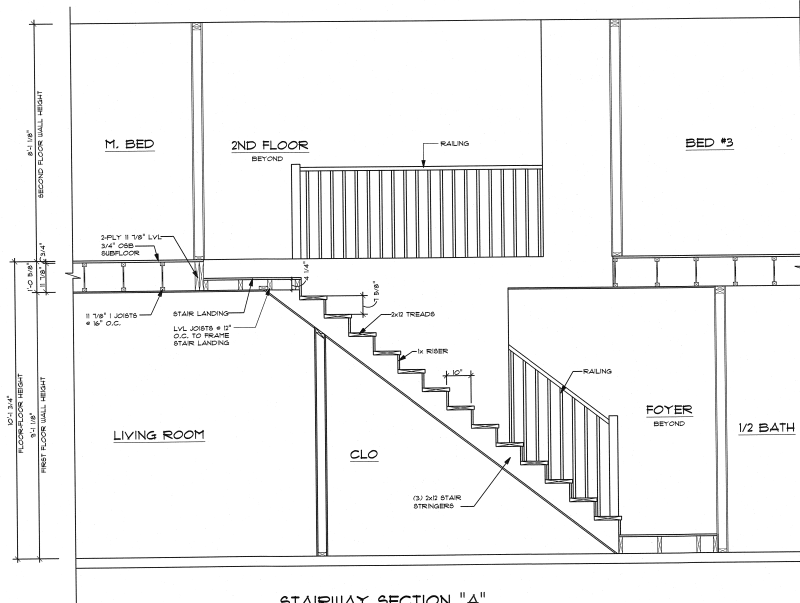 M. BED
2ND FLOOR
BEYOND
RAILING
BED #3
8'-1 1/8"
SECOND FLOOR WALL HEIGHT
2-PLY 11 7/8" LVL
3/4" OSB
SUBFLOOR
3/4"
1'-0 5/8"
11 7/8"
4 1/4"
7 5/8"
11 7/8" I JOISTS
@ 16" O.C.
STAIR LANDING
LVL JOISTS @ 12"
O.C. TO FRAME
STAIR LANDING
2x12 TREADS
1x RISER
10"
RAILING
10'-1 3/4"
FLOOR-FLOOR HEIGHT
9'-1 1/8"
FIRST FLOOR WALL HEIGHT
LIVING ROOM
CLO
FOYER
BEYOND
1/2 BATH
(3) 2x12 STAIR
STRINGERS
STAIRWAY SECTION "A"